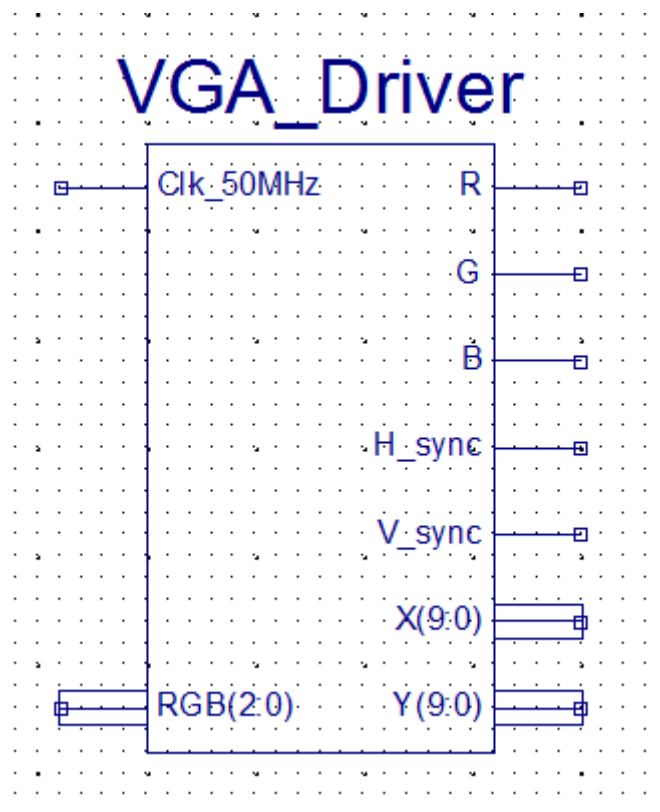 VGA_Driver
Clk_50MHz R
G
B
H_sync
V_sync
X(9:0)
RGB(2:0) Y(9:0)